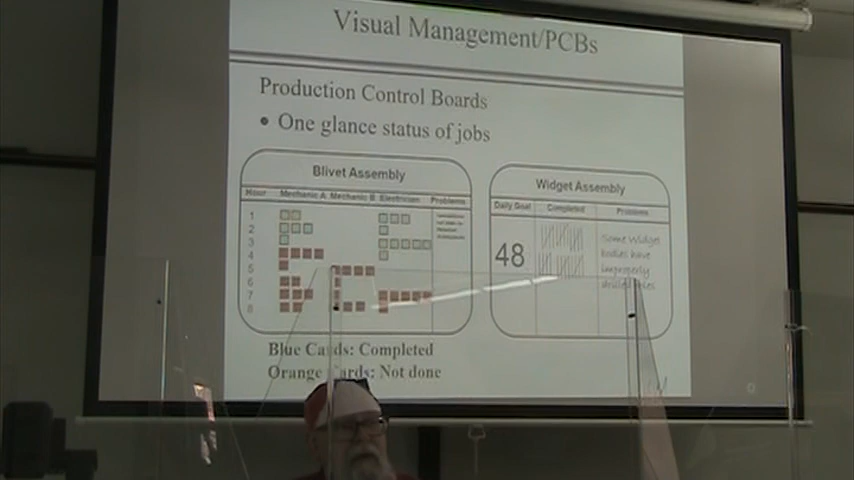 Visual Management/PCBs
Production Control Boards
• One glance status of jobs
Blivet Assembly
Hour Mechanic A Mechanic B Electrician Problems
1
2
3
4
5
6
7
8
Widget Assembly
Daily Goal Completed Problems
48
Some Widget
bodies have
improperly
drilled
Blue Cards: Completed
Orange Cards: Not done